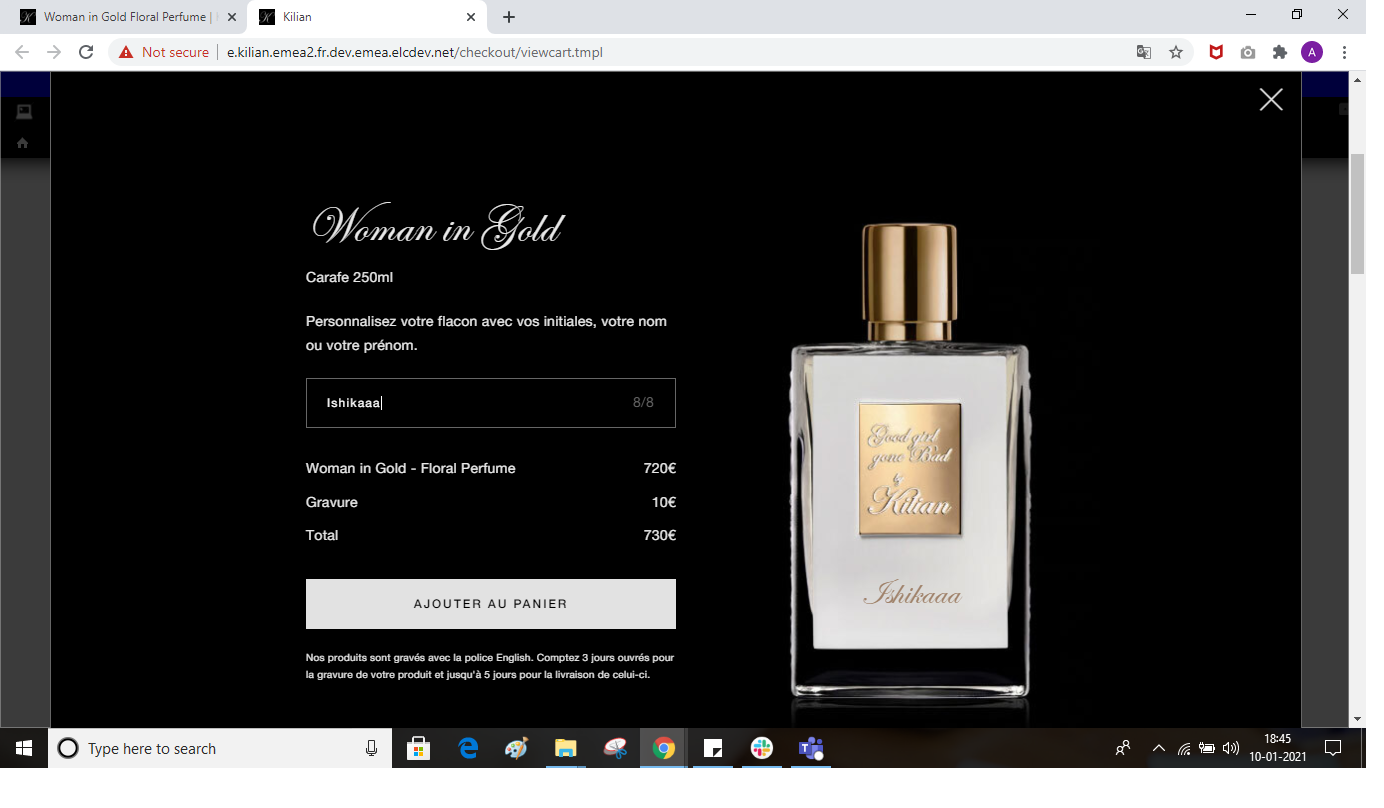 Woman in Gold Floral Perfume |
Kilian
Not secure
e.kilian.emea2.fr.dev.emea.elcdev.net/checkout/viewcart.tmpl
A
Woman in Gold
Carafe 250ml
Personnalisez votre flacon avec vos initiales, votre nom
ou votre prénom.
Ishikaaa 8/8
Woman in Gold - Floral Perfume 720€
Gravure 10€
Total 730€
AJOUTER AU PANIER
Nos produits sont gravés avec la police English. Comptez 3 jours ouvrés pour
la gravure de votre produit et jusqu'à 5 jours pour la livraison de celui-ci.
Good girl
gone Bad
by
Kilian
Ishikaaa
Type here to search
18:45
10-01-2021